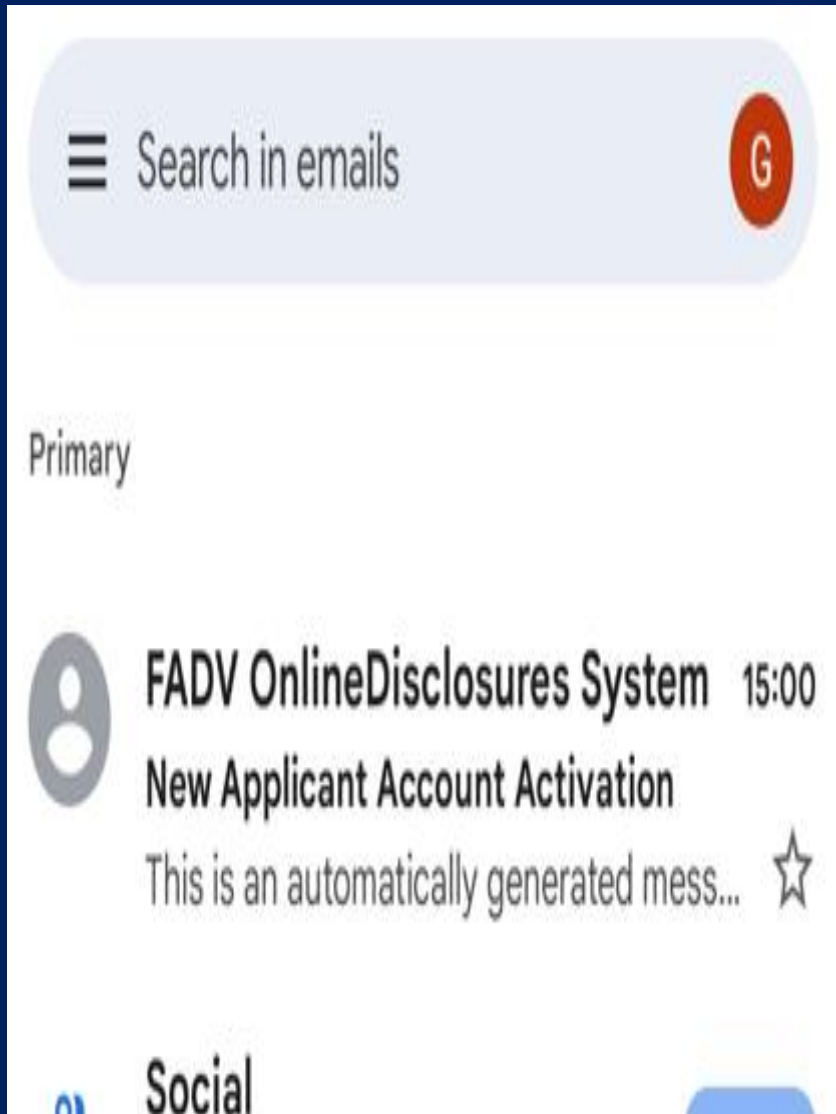 Search in emails
G
Primary
FADV OnlineDisclosures System 15:00
New Applicant Account Activation
This is an automatically generated mess...
Social